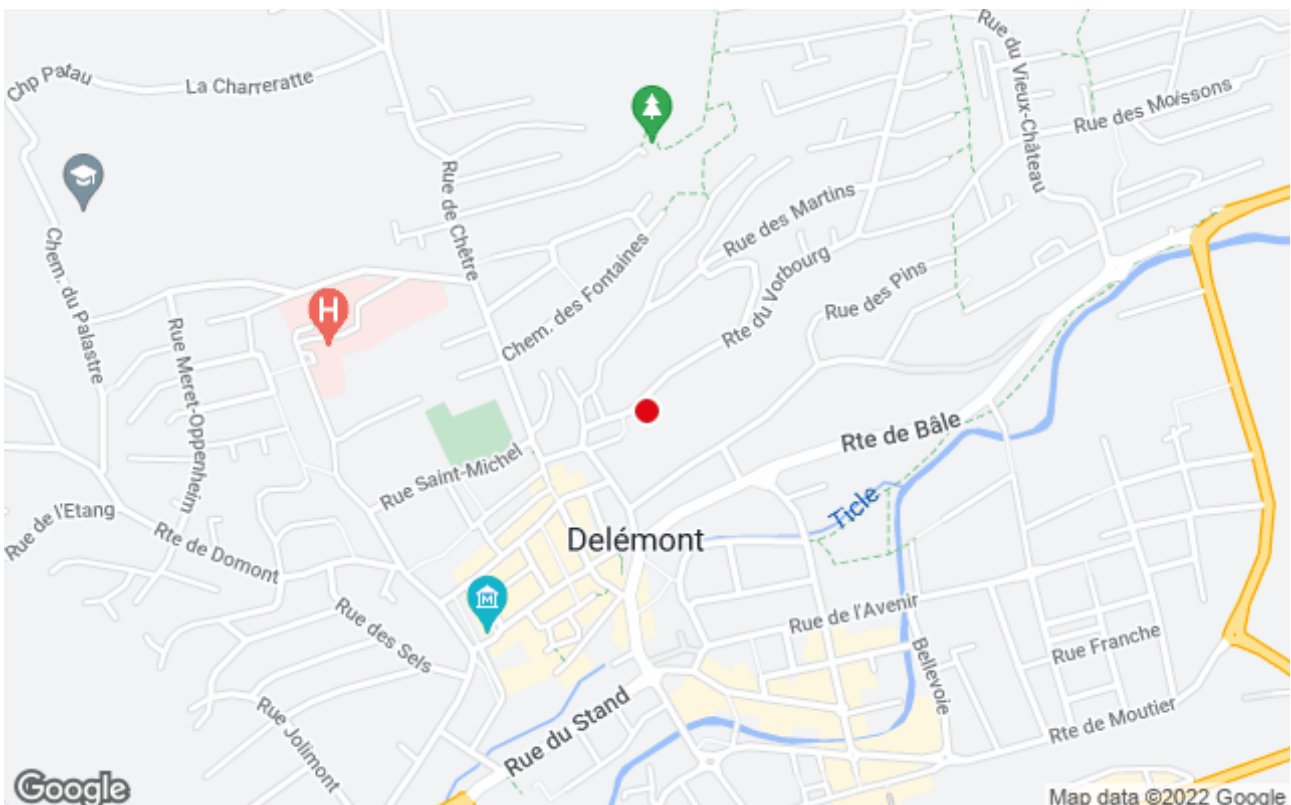 Rue du Vieux-Château
Chp Patau
La Charreratte
Rue des Moissons
Rue de Chêtre
Rue des Martins
Chem. du Palastre
Chem. des Fontaines
Rte du Vorbourg
Rue des Pins
H
Rue Meret-Oppenheim
Rte de Bâle
Rue Saint-Michel
Rue de l'Etang
Ticle
Rte de Domont
Delémont
M
Rue de l'Avenir
Rue des Sels
Rue Franche
Bellevoie
Rue du Stand
Rue Jolimont
Rte de Moutier
Google
Map data ©2022 Google